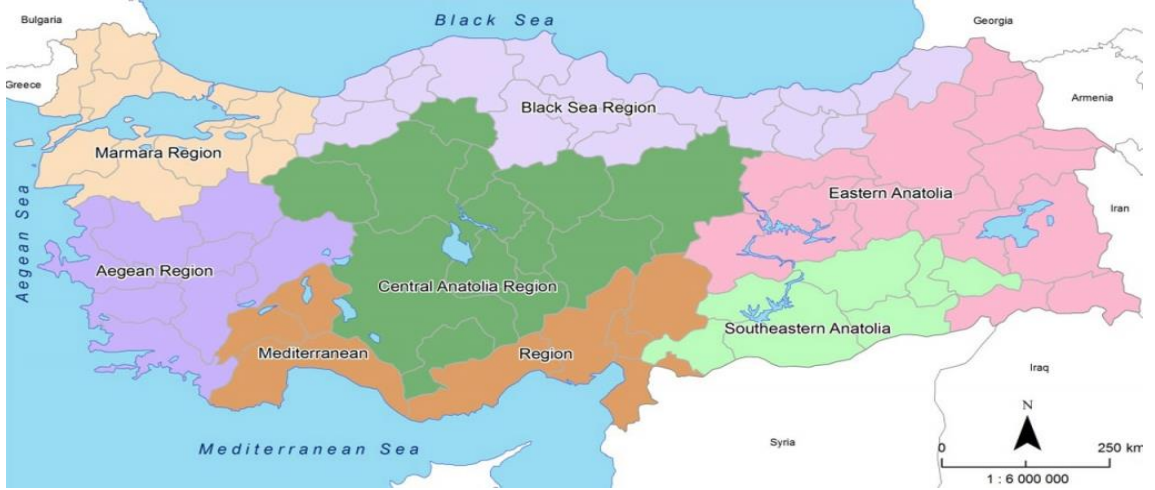 Bulgaria
Black Sea
Georgia
Greece
Black Sea Region
Armenia
Marmara Region
Eastern Anatolia
Iran
Aegean Sea
Aegean Region
Central Anatolia Region
Southeastern Anatolia
Mediterranean
Region
Iraq
N
Mediterranean Sea
Syria
0
250 km
1 : 6 000 000